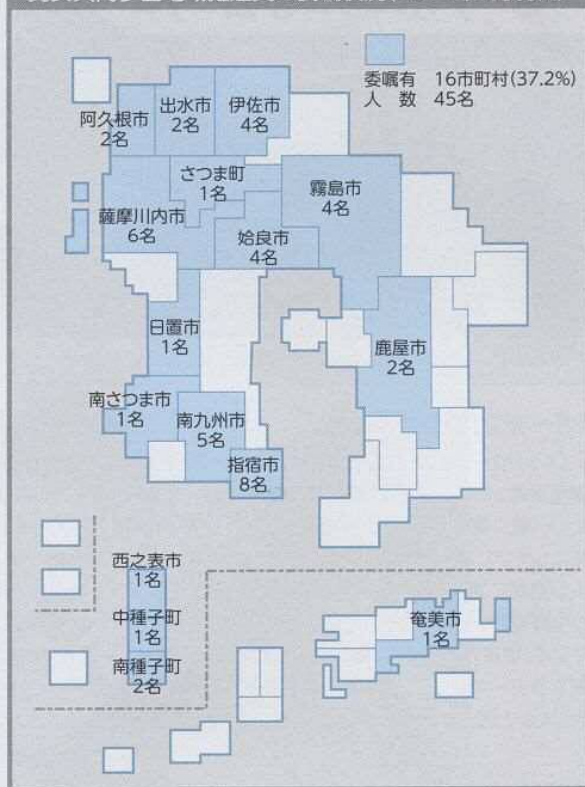 委嘱有 16市町村(37.2%)
人 数 45名
阿久根市
2名
出水市
2名
伊佐市
4名
さつま町
1名
霧島市
4名
薩摩川内市
6名
姶良市
4名
日置市
1名
鹿屋市
2名
南さつま市
1名
南九州市
5名
指宿市
8名
西之表市
1名
中種子町
1名
南種子町
2名
奄美市
1名